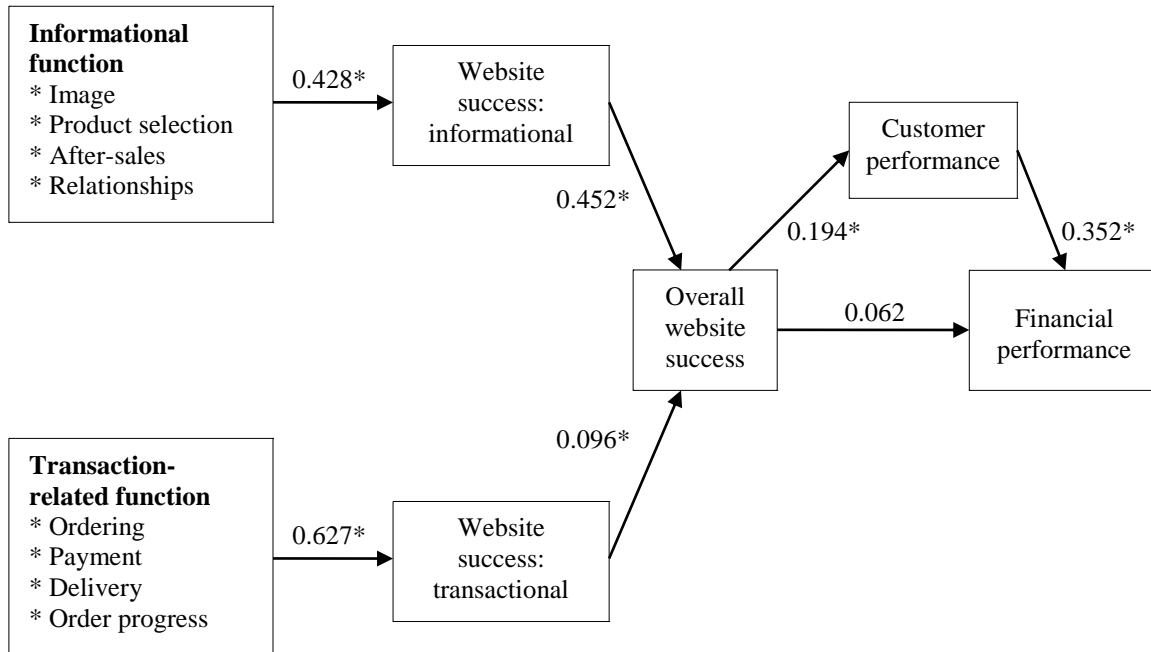 Informational
function
* Image
* Product selection
* After-sales
* Relationships
0.428*
Website
success:
informational
0.452*
Customer
performance
0.194*
0.352*
Overall
website
success
0.062
Financial
performance
0.096*
Transaction-
related function
* Ordering
* Payment
* Delivery
* Order progress
0.627*
Website
success:
transactional